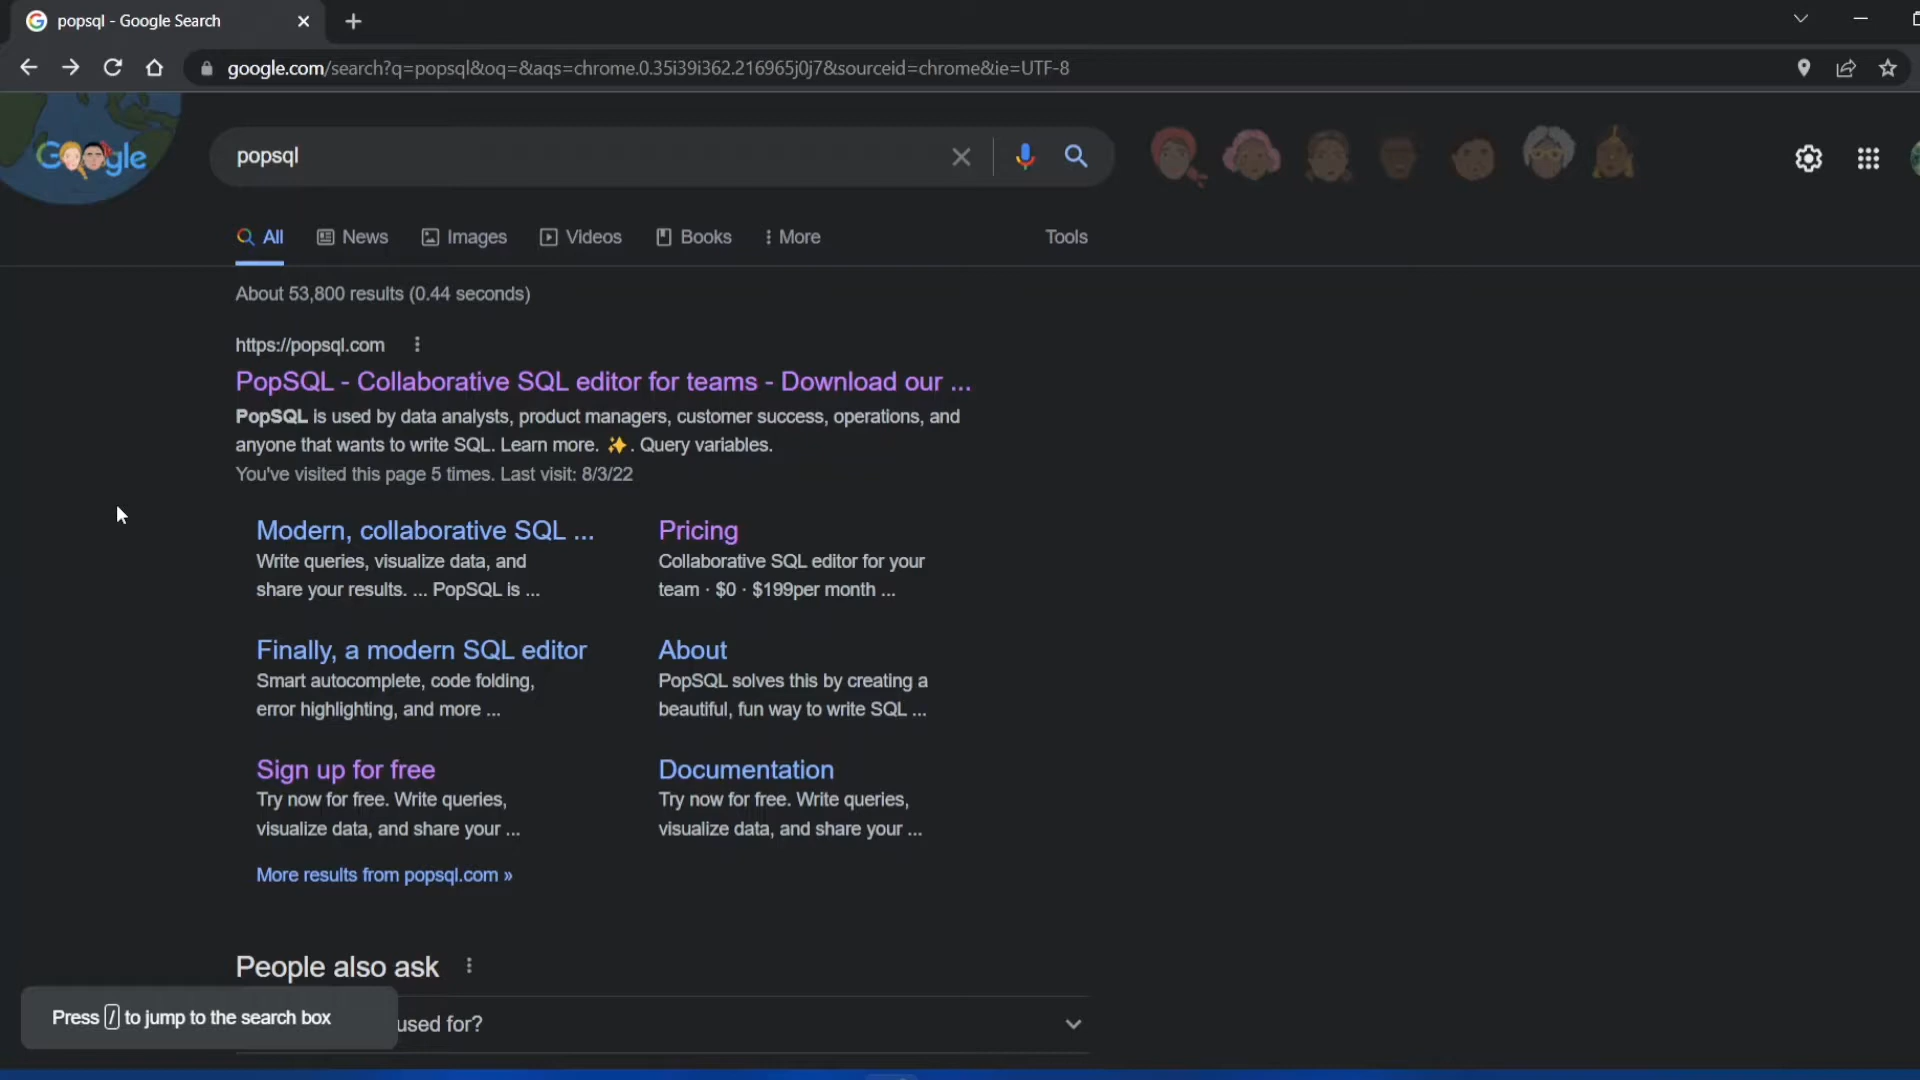 popsql - Google Search
google.com/search?q=popsql&oq=&aqs=chrome.0.35i39i362.216965j0j7&sourceid=chrome&ie=UTF-8
Google
popsql
All
News
Images
Videos
Books
More
Tools
About 53,800 results (0.44 seconds)
https://popsql.com
PopSQL - Collaborative SQL editor for teams - Download our ...
PopSQL is used by data analysts, product managers, customer success, operations, and
anyone that wants to write SQL. Learn more. ✨. Query variables.
You've visited this page 5 times. Last visit: 8/3/22
Modern, collaborative SQL ...
Write queries, visualize data, and
share your results. ... PopSQL is ...
Pricing
Collaborative SQL editor for your
team · $0 · $199per month ...
Finally, a modern SQL editor
Smart autocomplete, code folding,
error highlighting, and more ...
About
PopSQL solves this by creating a
beautiful, fun way to write SQL ...
Sign up for free
Try now for free. Write queries,
visualize data, and share your ...
Documentation
Try now for free. Write queries,
visualize data, and share your ...
More results from popsql.com »
People also ask
used for?
Press / to jump to the search box